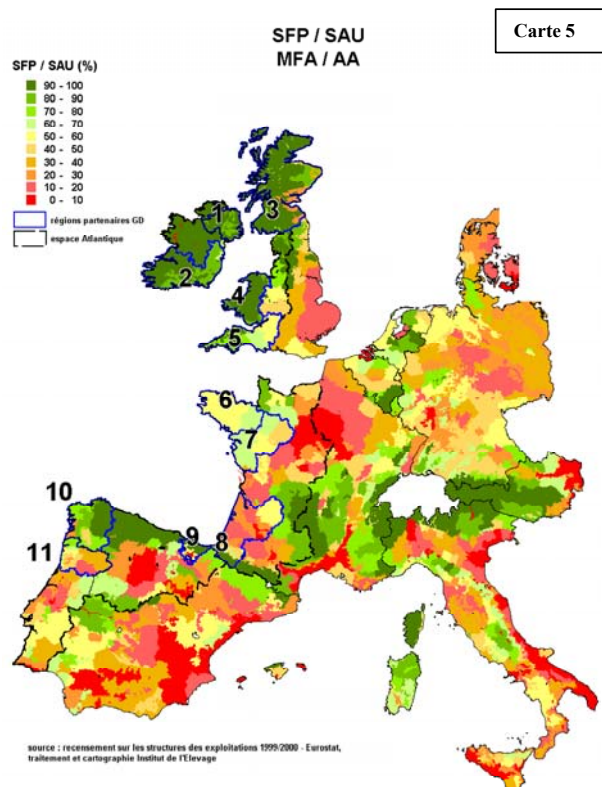 Carte 5
SFP / SAU
MFA / AA
SFP / SAU (%)
90 - 100
80 - 90
70 - 80
60 - 70
50 - 60
40 - 50
30 - 40
20 - 30
10 - 20
0 - 10
régions partenaires GD
espace Atlantique
1
3
2
4
5
6
7
10
9
8
11
source : recensement sur les structures des exploitations 1999/2000 - Eurostat,
traitement et cartographie Institut de l'Elevage